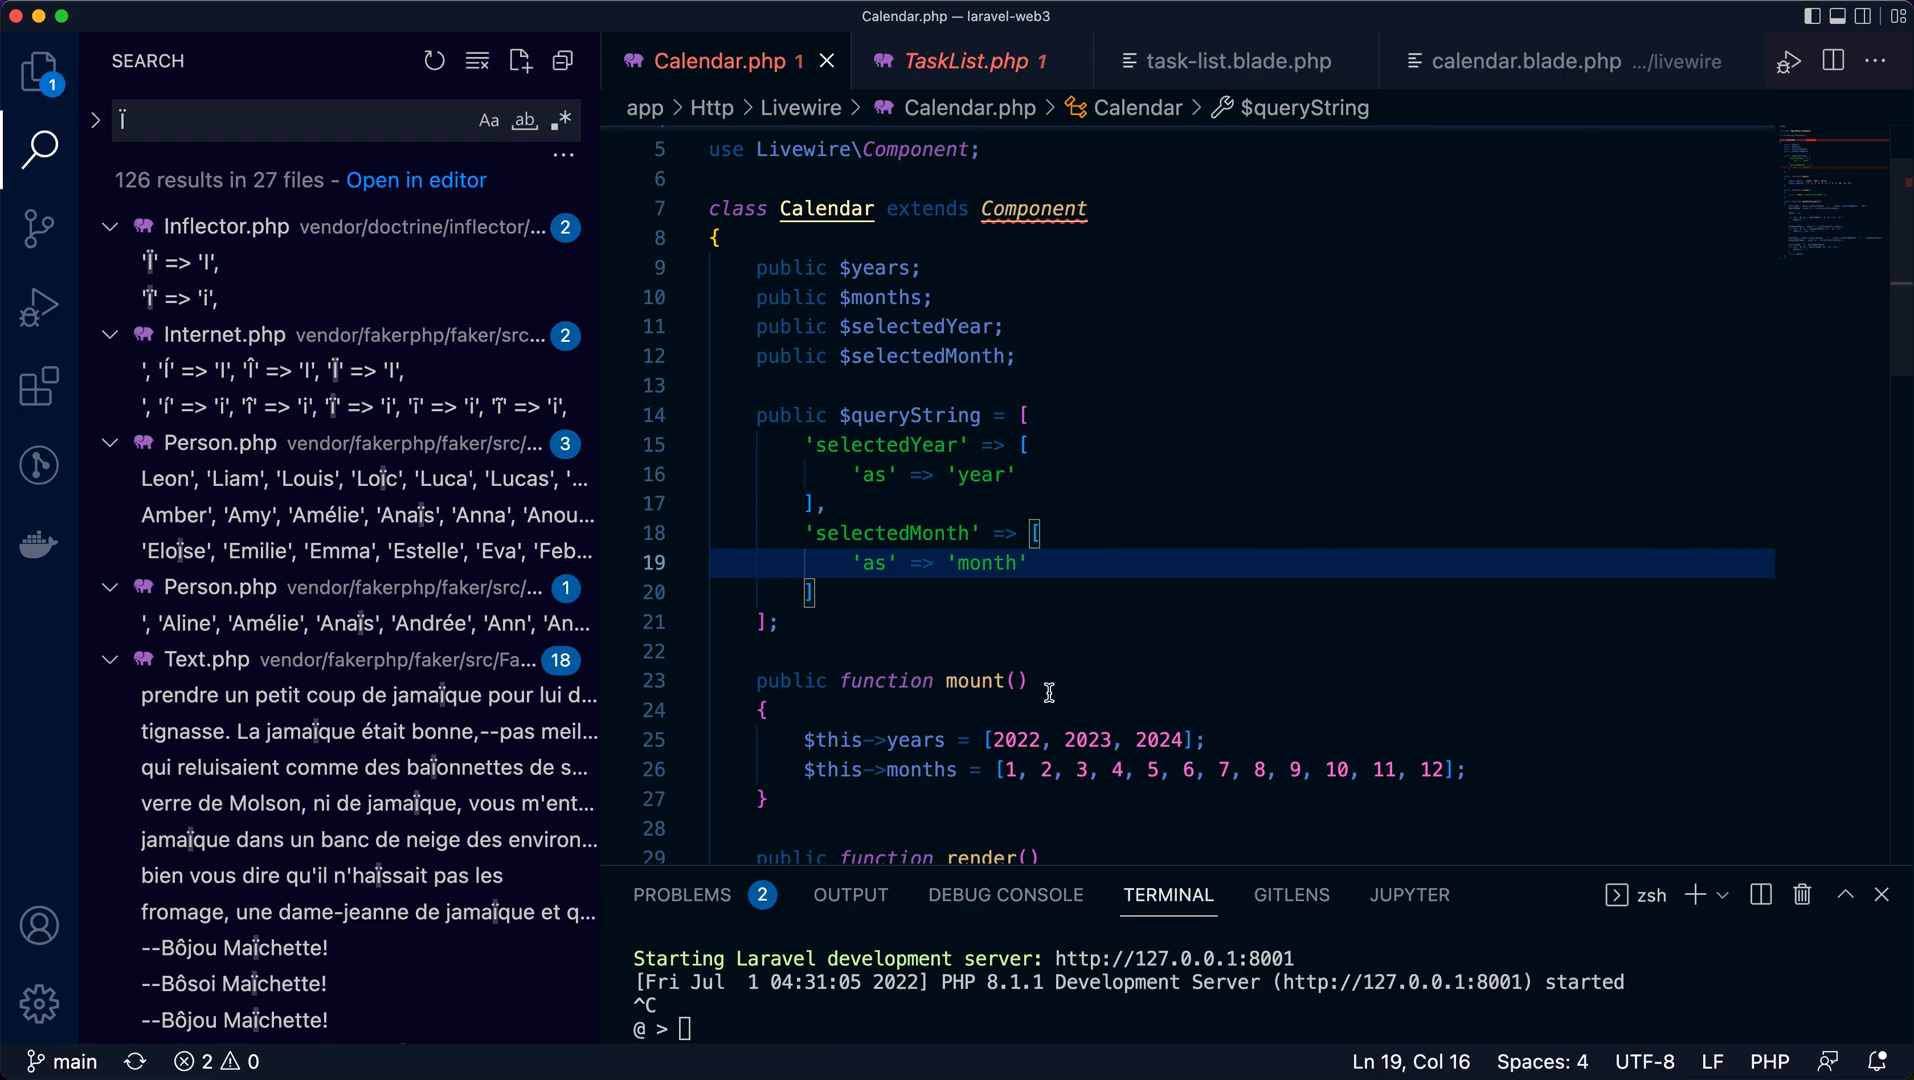 Calendar.php — laravel-web3
SEARCH
Calendar.php 1
TaskList.php 1
task-list.blade.php
calendar.blade.php .../livewire
1
Ï
Aa ab .*
app > Http > Livewire > Calendar.php > Calendar > $queryString
126 results in 27 files - Open in editor
Inflector.php vendor/doctrine/inflector/... 2
'Ï' => 'I',
'ï' => 'i',
Internet.php vendor/fakerphp/faker/src... 2
', 'Í' => 'I', 'Î' => 'I', 'Ï' => 'I',
', 'í' => 'i', 'î' => 'i', 'ï' => 'i', 'ī' => 'i', 'ĩ' => 'i',
Person.php vendor/fakerphp/faker/src/... 3
Leon', 'Liam', 'Louis', 'Loïc', 'Luca', 'Lucas', '...
Amber', 'Amy', 'Amélie', 'Anaïs', 'Anna', 'Anou...
'Eloïse', 'Emilie', 'Emma', 'Estelle', 'Eva', 'Feb...
Person.php vendor/fakerphp/faker/src/... 1
', 'Aline', 'Amélie', 'Anaïs', 'Andrée', 'Ann', 'An...
Text.php vendor/fakerphp/faker/src/Fa... 18
prendre un petit coup de jamaïque pour lui d...
tignasse. La jamaïque était bonne,--pas meil...
qui reluisaient comme des baïonnettes de s...
verre de Molson, ni de jamaïque, vous m'ent...
jamaïque dans un banc de neige des environ...
bien vous dire qu'il n'haïssait pas les
fromage, une dame-jeanne de jamaïque et q...
--Bôjou Maïchette!
--Bôsoi Maïchette!
--Bôjou Maïchette!
5 use Livewire\Component;
6
7 class Calendar extends Component
8 {
9 public $years;
10 public $months;
11 public $selectedYear;
12 public $selectedMonth;
13
14 public $queryString = [
15 'selectedYear' => [
16 'as' => 'year'
17 ],
18 'selectedMonth' => [
19 'as' => 'month'
20 ]
21 ];
22
23 public function mount()
24 {
25 $this->years = [2022, 2023, 2024];
26 $this->months = [1, 2, 3, 4, 5, 6, 7, 8, 9, 10, 11, 12];
27 }
28
29 public function render()
PROBLEMS 2 OUTPUT DEBUG CONSOLE TERMINAL GITLENS JUPYTER
zsh
Starting Laravel development server: http://127.0.0.1:8001
[Fri Jul 1 04:31:05 2022] PHP 8.1.1 Development Server (http://127.0.0.1:8001) started
^C
@ >
main 2 0
Ln 19, Col 16 Spaces: 4 UTF-8 LF PHP